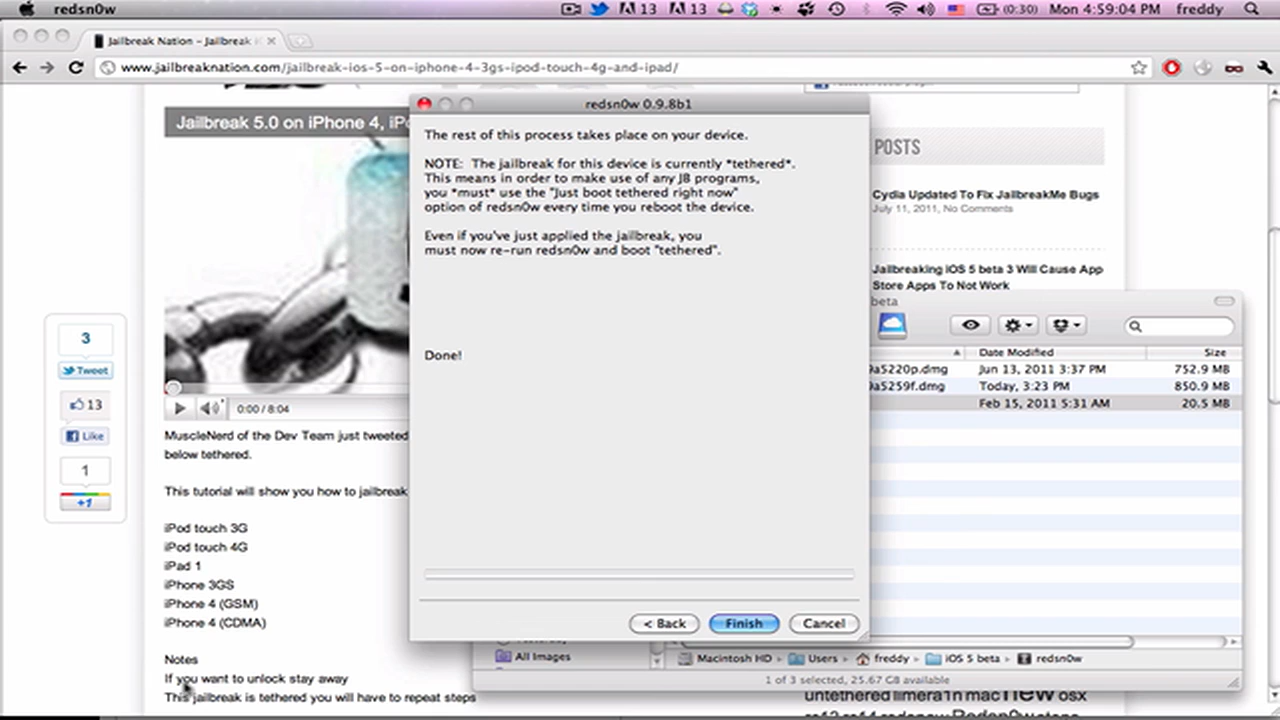 redsn0w
13
13
(0:30)
Mon 4:59:04 PM
freddy
Jailbreak Nation – Jailbreak i
www.jailbreaknation.com/jailbreak-ios-5-on-iphone-4-3gs-ipod-touch-4g-and-ipad/
Jailbreak 5.0 on iPhone 4, iPo
3
Tweet
13
Like
1
+1
0:00 / 8:04
MuscleNerd of the Dev Team just tweeted
below tethered.
This tutorial will show you how to jailbreak
iPod touch 3G
iPod touch 4G
iPad 1
iPhone 3GS
iPhone 4 (GSM)
iPhone 4 (CDMA)
Notes
If you want to unlock stay away
This jailbreak is tethered you will have to repeat steps
redsn0w 0.9.8b1
The rest of this process takes place on your device.
NOTE: The jailbreak for this device is currently *tethered*.
This means in order to make use of any JB programs,
you *must* use the "Just boot tethered right now"
option of redsn0w every time you reboot the device.
Even if you've just applied the jailbreak, you
must now re-run redsn0w and boot "tethered".
Done!
< Back
Finish
Cancel
POSTS
Cydia Updated To Fix JailbreakMe Bugs
July 11, 2011, No Comments
Jailbreaking iOS 5 beta 3 Will Cause App
Store Apps To Not Work
beta
Date Modified
Size
9a5220p.dmg Jun 13, 2011 3:37 PM 752.9 MB
9a5259f.dmg Today, 3:23 PM 850.9 MB
Feb 15, 2011 5:31 AM 20.5 MB
All Images
Macintosh HD
Users
freddy
iOS 5 beta
redsn0w
1 of 3 selected, 25.67 GB available
untethered limera1n mac new osx